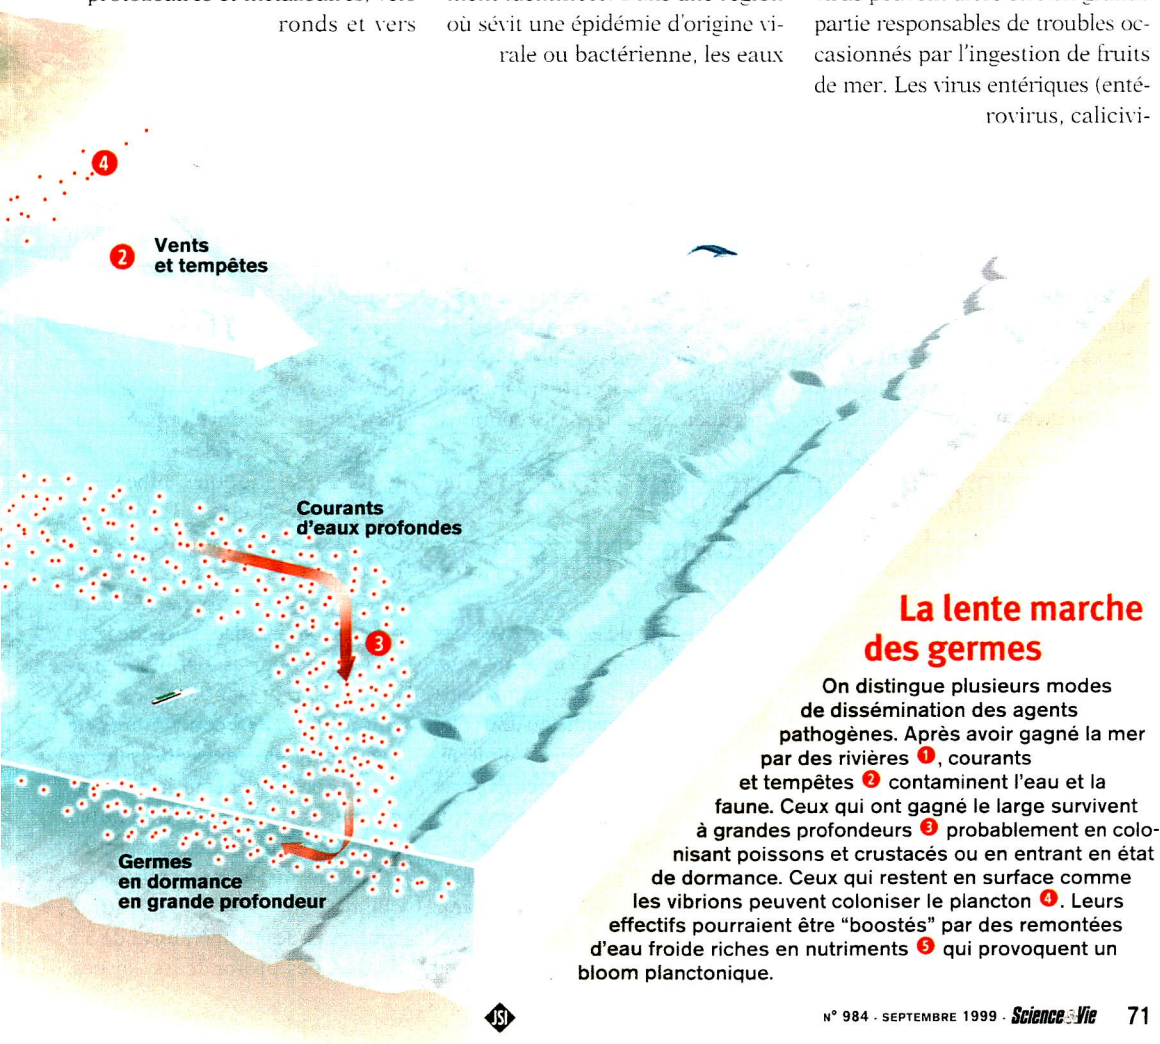 ronds et vers
où sévit une épidémie d'origine vi-
rale ou bactérienne, les eaux
partie responsables de troubles oc-
casionnés par l'ingestion de fruits
de mer. Les virus entériques (enté-
rovirus, calicivi-
4
2 Vents
et tempêtes
Courants
d'eaux profondes
3
Germes
en dormance
en grande profondeur
La lente marche
des germes
On distingue plusieurs modes
de dissémination des agents
pathogènes. Après avoir gagné la mer
par des rivières 1, courants
et tempêtes 2 contaminent l'eau et la
faune. Ceux qui ont gagné le large survivent
à grandes profondeurs 3 probablement en colo-
nisant poissons et crustacés ou en entrant en état
de dormance. Ceux qui restent en surface comme
les vibrions peuvent coloniser le plancton 4. Leurs
effectifs pourraient être “boostés” par des remontées
d'eau froide riches en nutriments 5 qui provoquent un
bloom planctonique.
JSI
N° 984 · SEPTEMBRE 1999 · Science & Vie 71